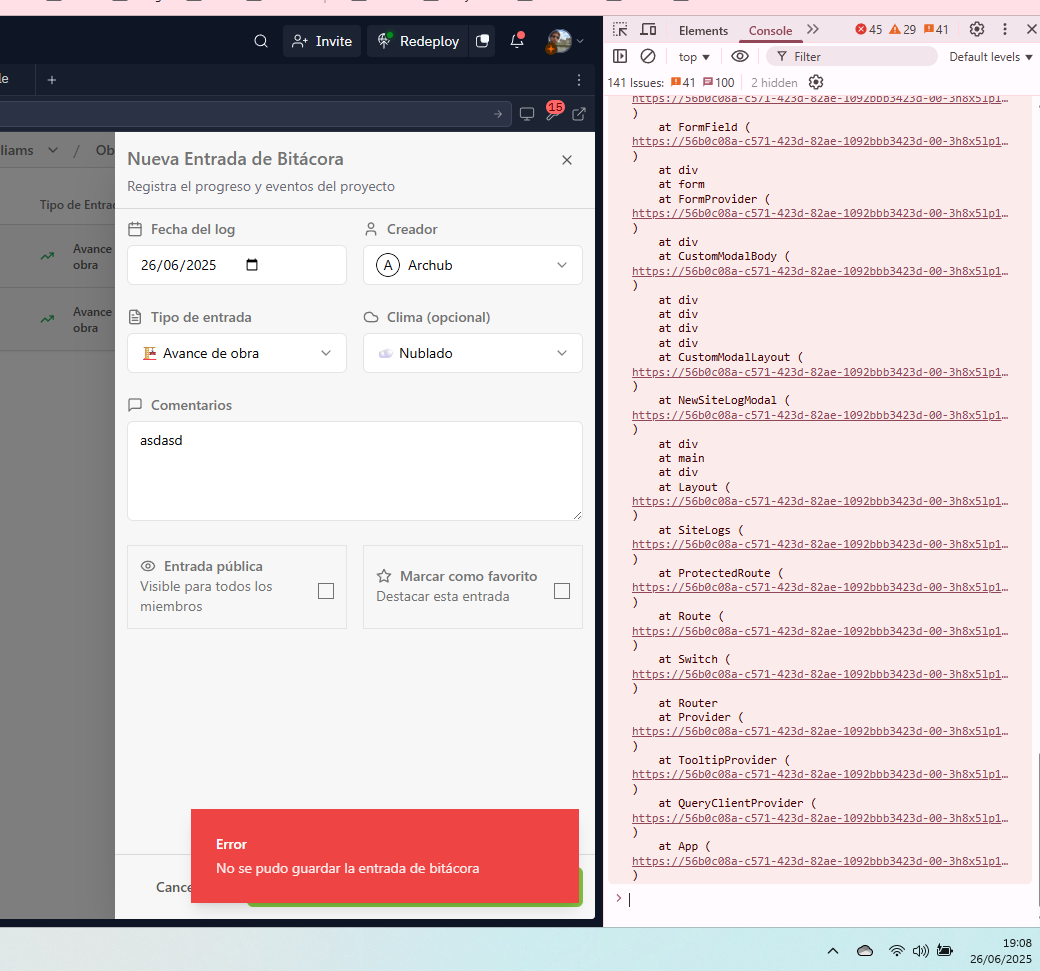 Invite
Redeploy
45
29
41
Elements
Console
top
Filter
Default levels
141 Issues:
41
100
2 hidden
15
liams
/
Ob
Tipo de Entrad
Avance
obra
Avance
obra
Nueva Entrada de Bitácora
Registra el progreso y eventos del proyecto
Fecha del log
Creador
26/06/2025
A
Archub
Tipo de entrada
Clima (opcional)
Avance de obra
Nublado
Comentarios
asdasd
Entrada pública
Visible para todos los
miembros
Marcar como favorito
Destacar esta entrada
Error
No se pudo guardar la entrada de bitácora
Cance
https://56b0c08a-c571-423d-82ae-1092bbb3423d-00-3h8x5lp1…
)
at FormField (
https://56b0c08a-c571-423d-82ae-1092bbb3423d-00-3h8x5lp1…
)
at div
at form
at FormProvider (
https://56b0c08a-c571-423d-82ae-1092bbb3423d-00-3h8x5lp1…
)
at div
at CustomModalBody (
https://56b0c08a-c571-423d-82ae-1092bbb3423d-00-3h8x5lp1…
)
at div
at div
at div
at div
at CustomModalLayout (
https://56b0c08a-c571-423d-82ae-1092bbb3423d-00-3h8x5lp1…
)
at NewSiteLogModal (
https://56b0c08a-c571-423d-82ae-1092bbb3423d-00-3h8x5lp1…
)
at div
at main
at div
at Layout (
https://56b0c08a-c571-423d-82ae-1092bbb3423d-00-3h8x5lp1…
)
at SiteLogs (
https://56b0c08a-c571-423d-82ae-1092bbb3423d-00-3h8x5lp1…
)
at ProtectedRoute (
https://56b0c08a-c571-423d-82ae-1092bbb3423d-00-3h8x5lp1…
)
at Route (
https://56b0c08a-c571-423d-82ae-1092bbb3423d-00-3h8x5lp1…
)
at Switch (
https://56b0c08a-c571-423d-82ae-1092bbb3423d-00-3h8x5lp1…
)
at Router
at Provider (
https://56b0c08a-c571-423d-82ae-1092bbb3423d-00-3h8x5lp1…
)
at TooltipProvider (
https://56b0c08a-c571-423d-82ae-1092bbb3423d-00-3h8x5lp1…
)
at QueryClientProvider (
https://56b0c08a-c571-423d-82ae-1092bbb3423d-00-3h8x5lp1…
)
at App (
https://56b0c08a-c571-423d-82ae-1092bbb3423d-00-3h8x5lp1…
)
19:08
26/06/2025